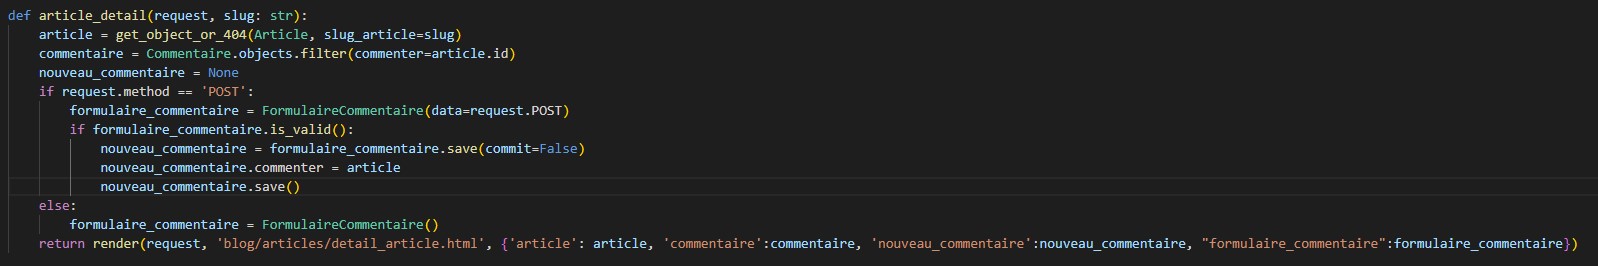 def article_detail(request, slug: str):
    article = get_object_or_404(Article, slug_article=slug)
    commentaire = Commentaire.objects.filter(commenter=article.id)
    nouveau_commentaire = None
    if request.method == 'POST':
        formulaire_commentaire = FormulaireCommentaire(data=request.POST)
        if formulaire_commentaire.is_valid():
            nouveau_commentaire = formulaire_commentaire.save(commit=False)
            nouveau_commentaire.commenter = article
            nouveau_commentaire.save()
    else:
        formulaire_commentaire = FormulaireCommentaire()
    return render(request, 'blog/articles/detail_article.html', {'article': article, 'commentaire':commentaire, 'nouveau_commentaire':nouveau_commentaire, "formulaire_commentaire":formulaire_commentaire})